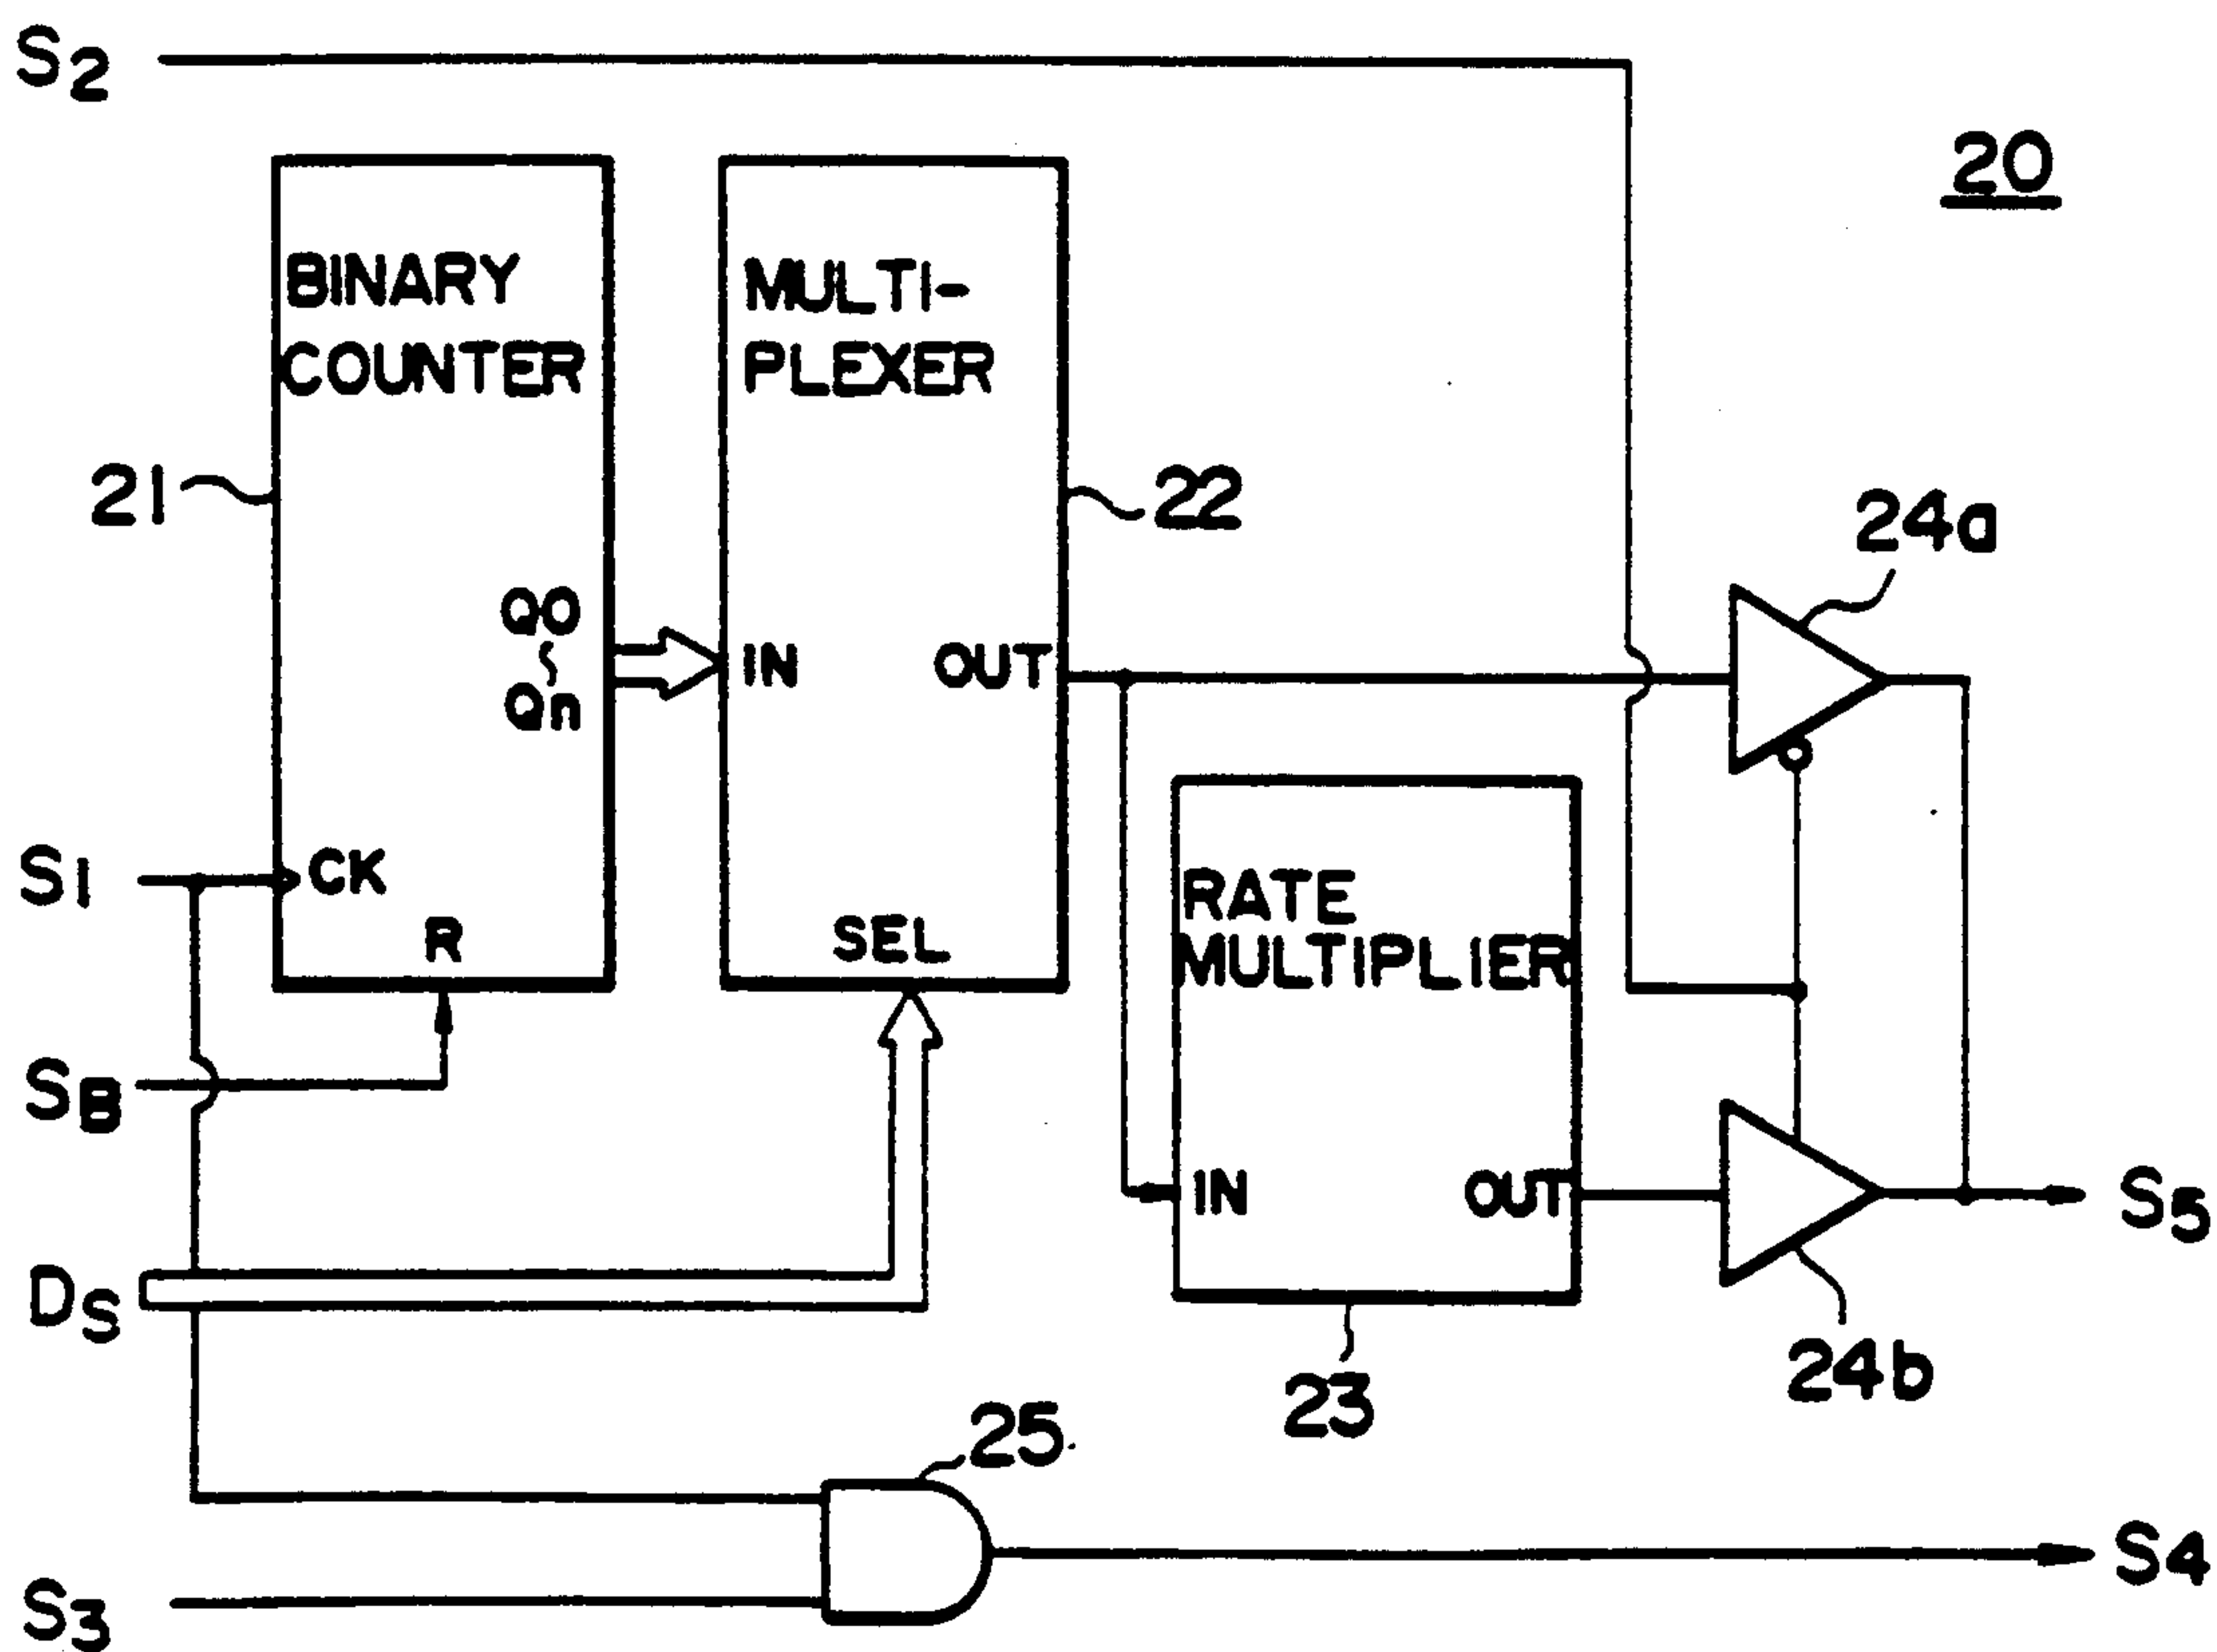 S2
20
BINARY
COUNTER
MULTI-
PLEXER
21
22
24a
Q0
Qn
IN
OUT
S1
CK
R
SEL
RATE
MULTIPLIER
SB
IN
OUT
S5
DS
23
24b
25
S4
S3